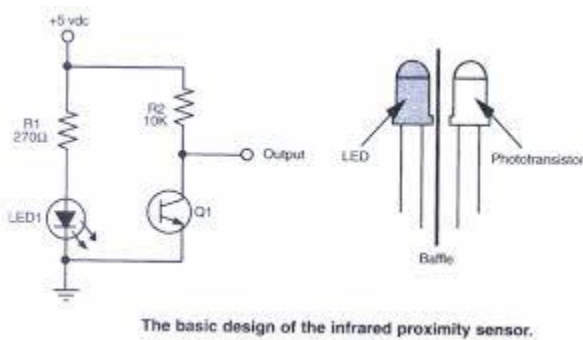 +5 vdc
R1
270Ω
R2
10K
Output
LED1
Q1
LED
Phototransistor
Baffle
The basic design of the infrared proximity sensor.